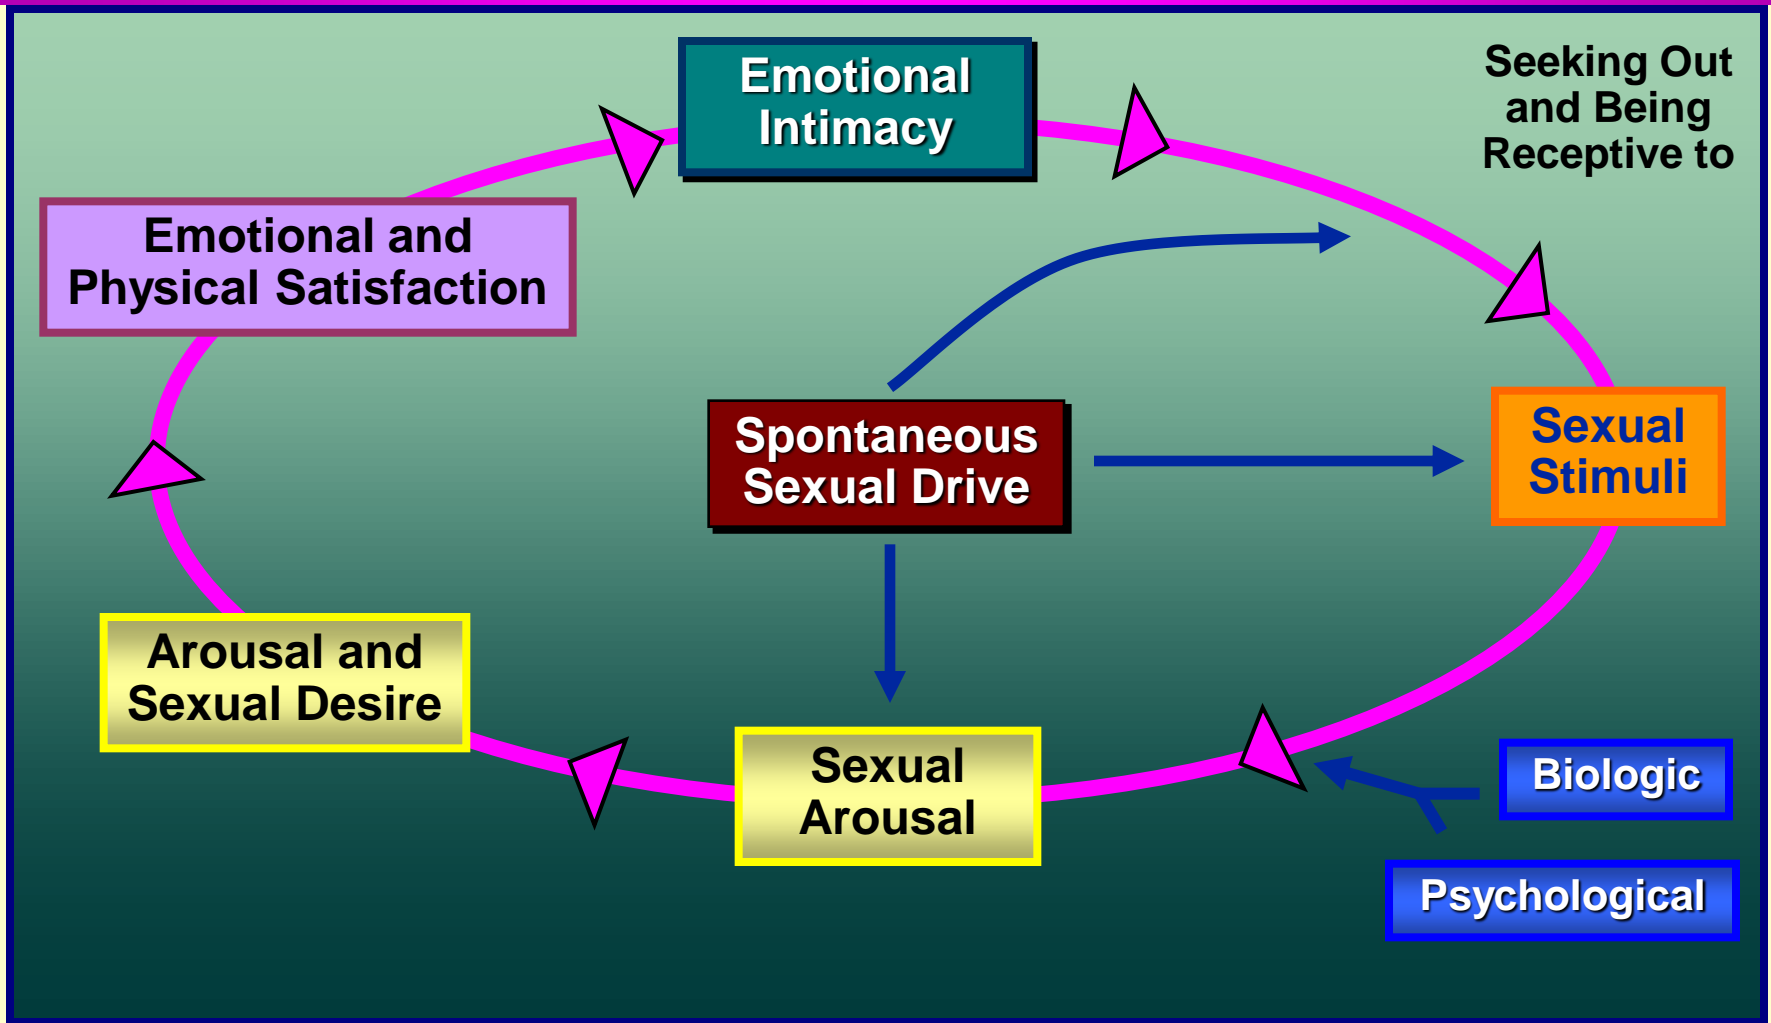 Emotional
Intimacy
Seeking Out
and Being
Receptive to
Emotional and
Physical Satisfaction
Spontaneous
Sexual Drive
Sexual
Stimuli
Arousal and
Sexual Desire
Sexual
Arousal
Biologic
Psychological